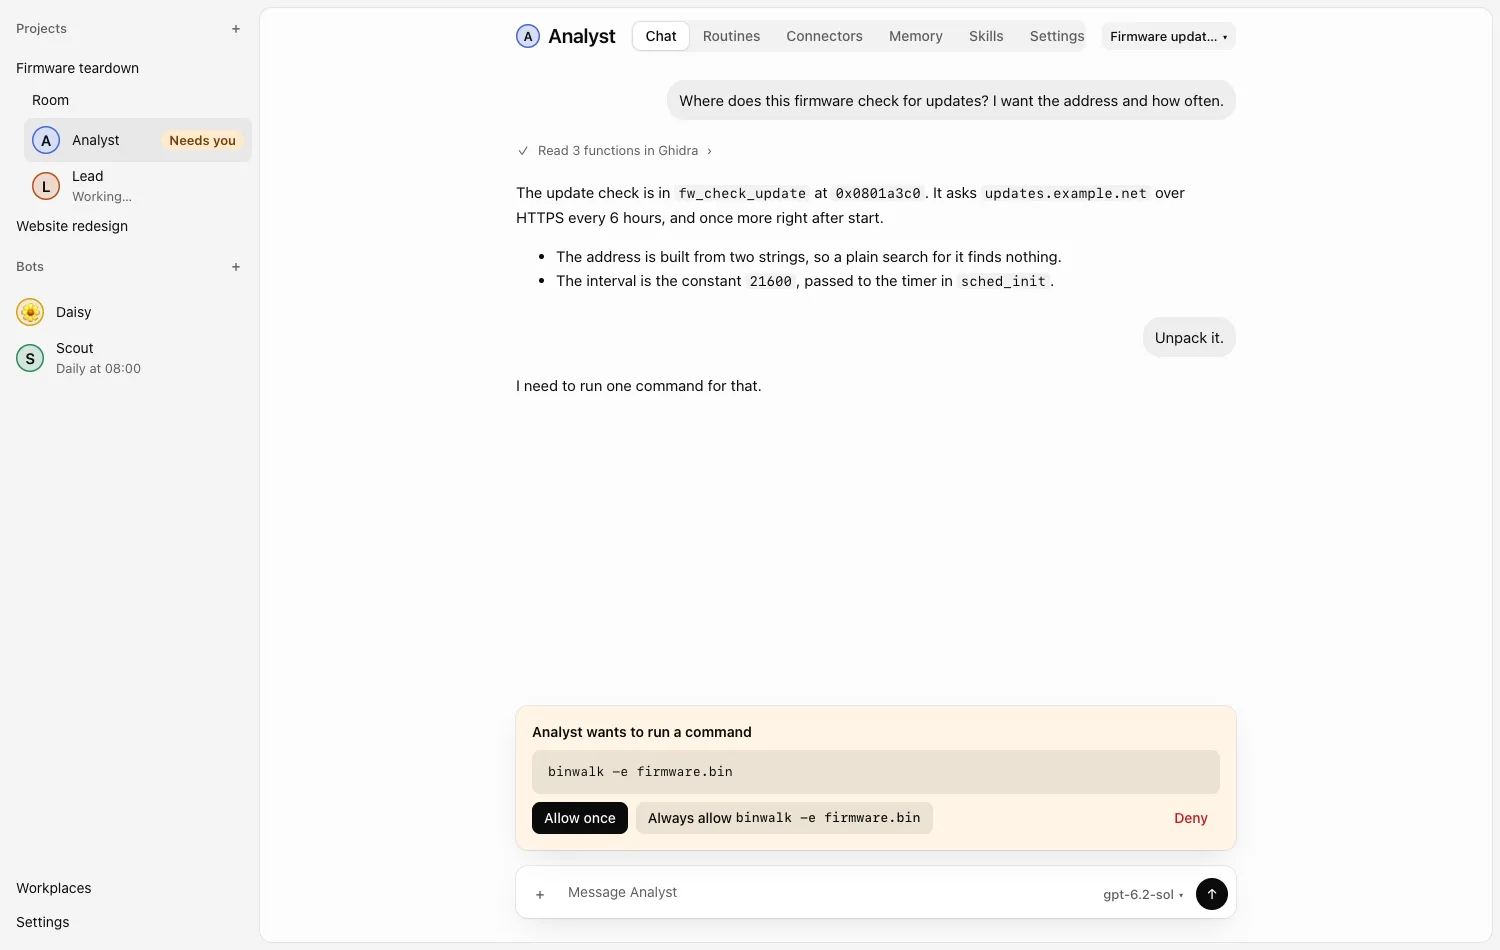 Projects
+
Firmware teardown
Room
A
Analyst
Needs you
L
Lead
Working...
Website redesign
Bots
+
Daisy
S
Scout
Daily at 08:00
Workplaces
Settings
A
Analyst
Chat
Routines
Connectors
Memory
Skills
Settings
Firmware updat...
Where does this firmware check for updates? I want the address and how often.
Read 3 functions in Ghidra
The update check is in fw_check_update at 0x0801a3c0. It asks updates.example.net over
HTTPS every 6 hours, and once more right after start.
• The address is built from two strings, so a plain search for it finds nothing.
• The interval is the constant 21600, passed to the timer in sched_init.
Unpack it.
I need to run one command for that.
Analyst wants to run a command
binwalk -e firmware.bin
Allow once
Always allow binwalk -e firmware.bin
Deny
+
Message Analyst
gpt-6.2-sol